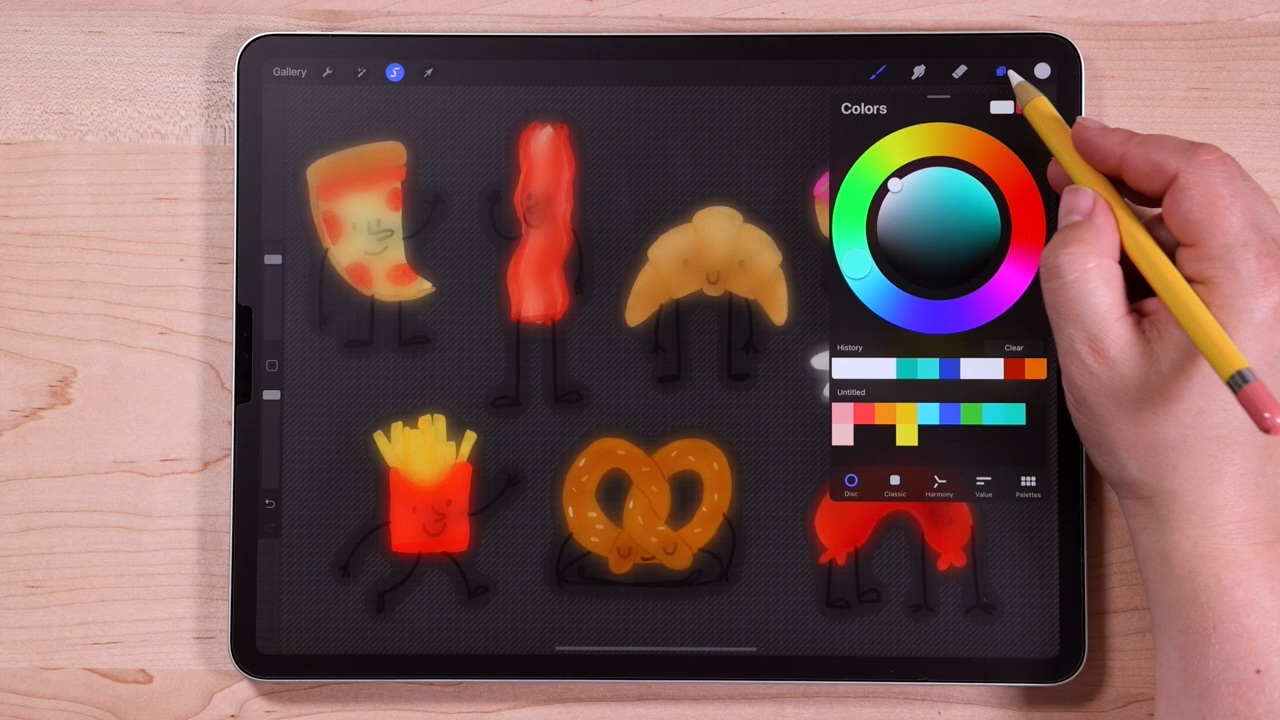 Gallery
Colors
History
Clear
Untitled
Disc
Classic
Harmony
Value
Palettes